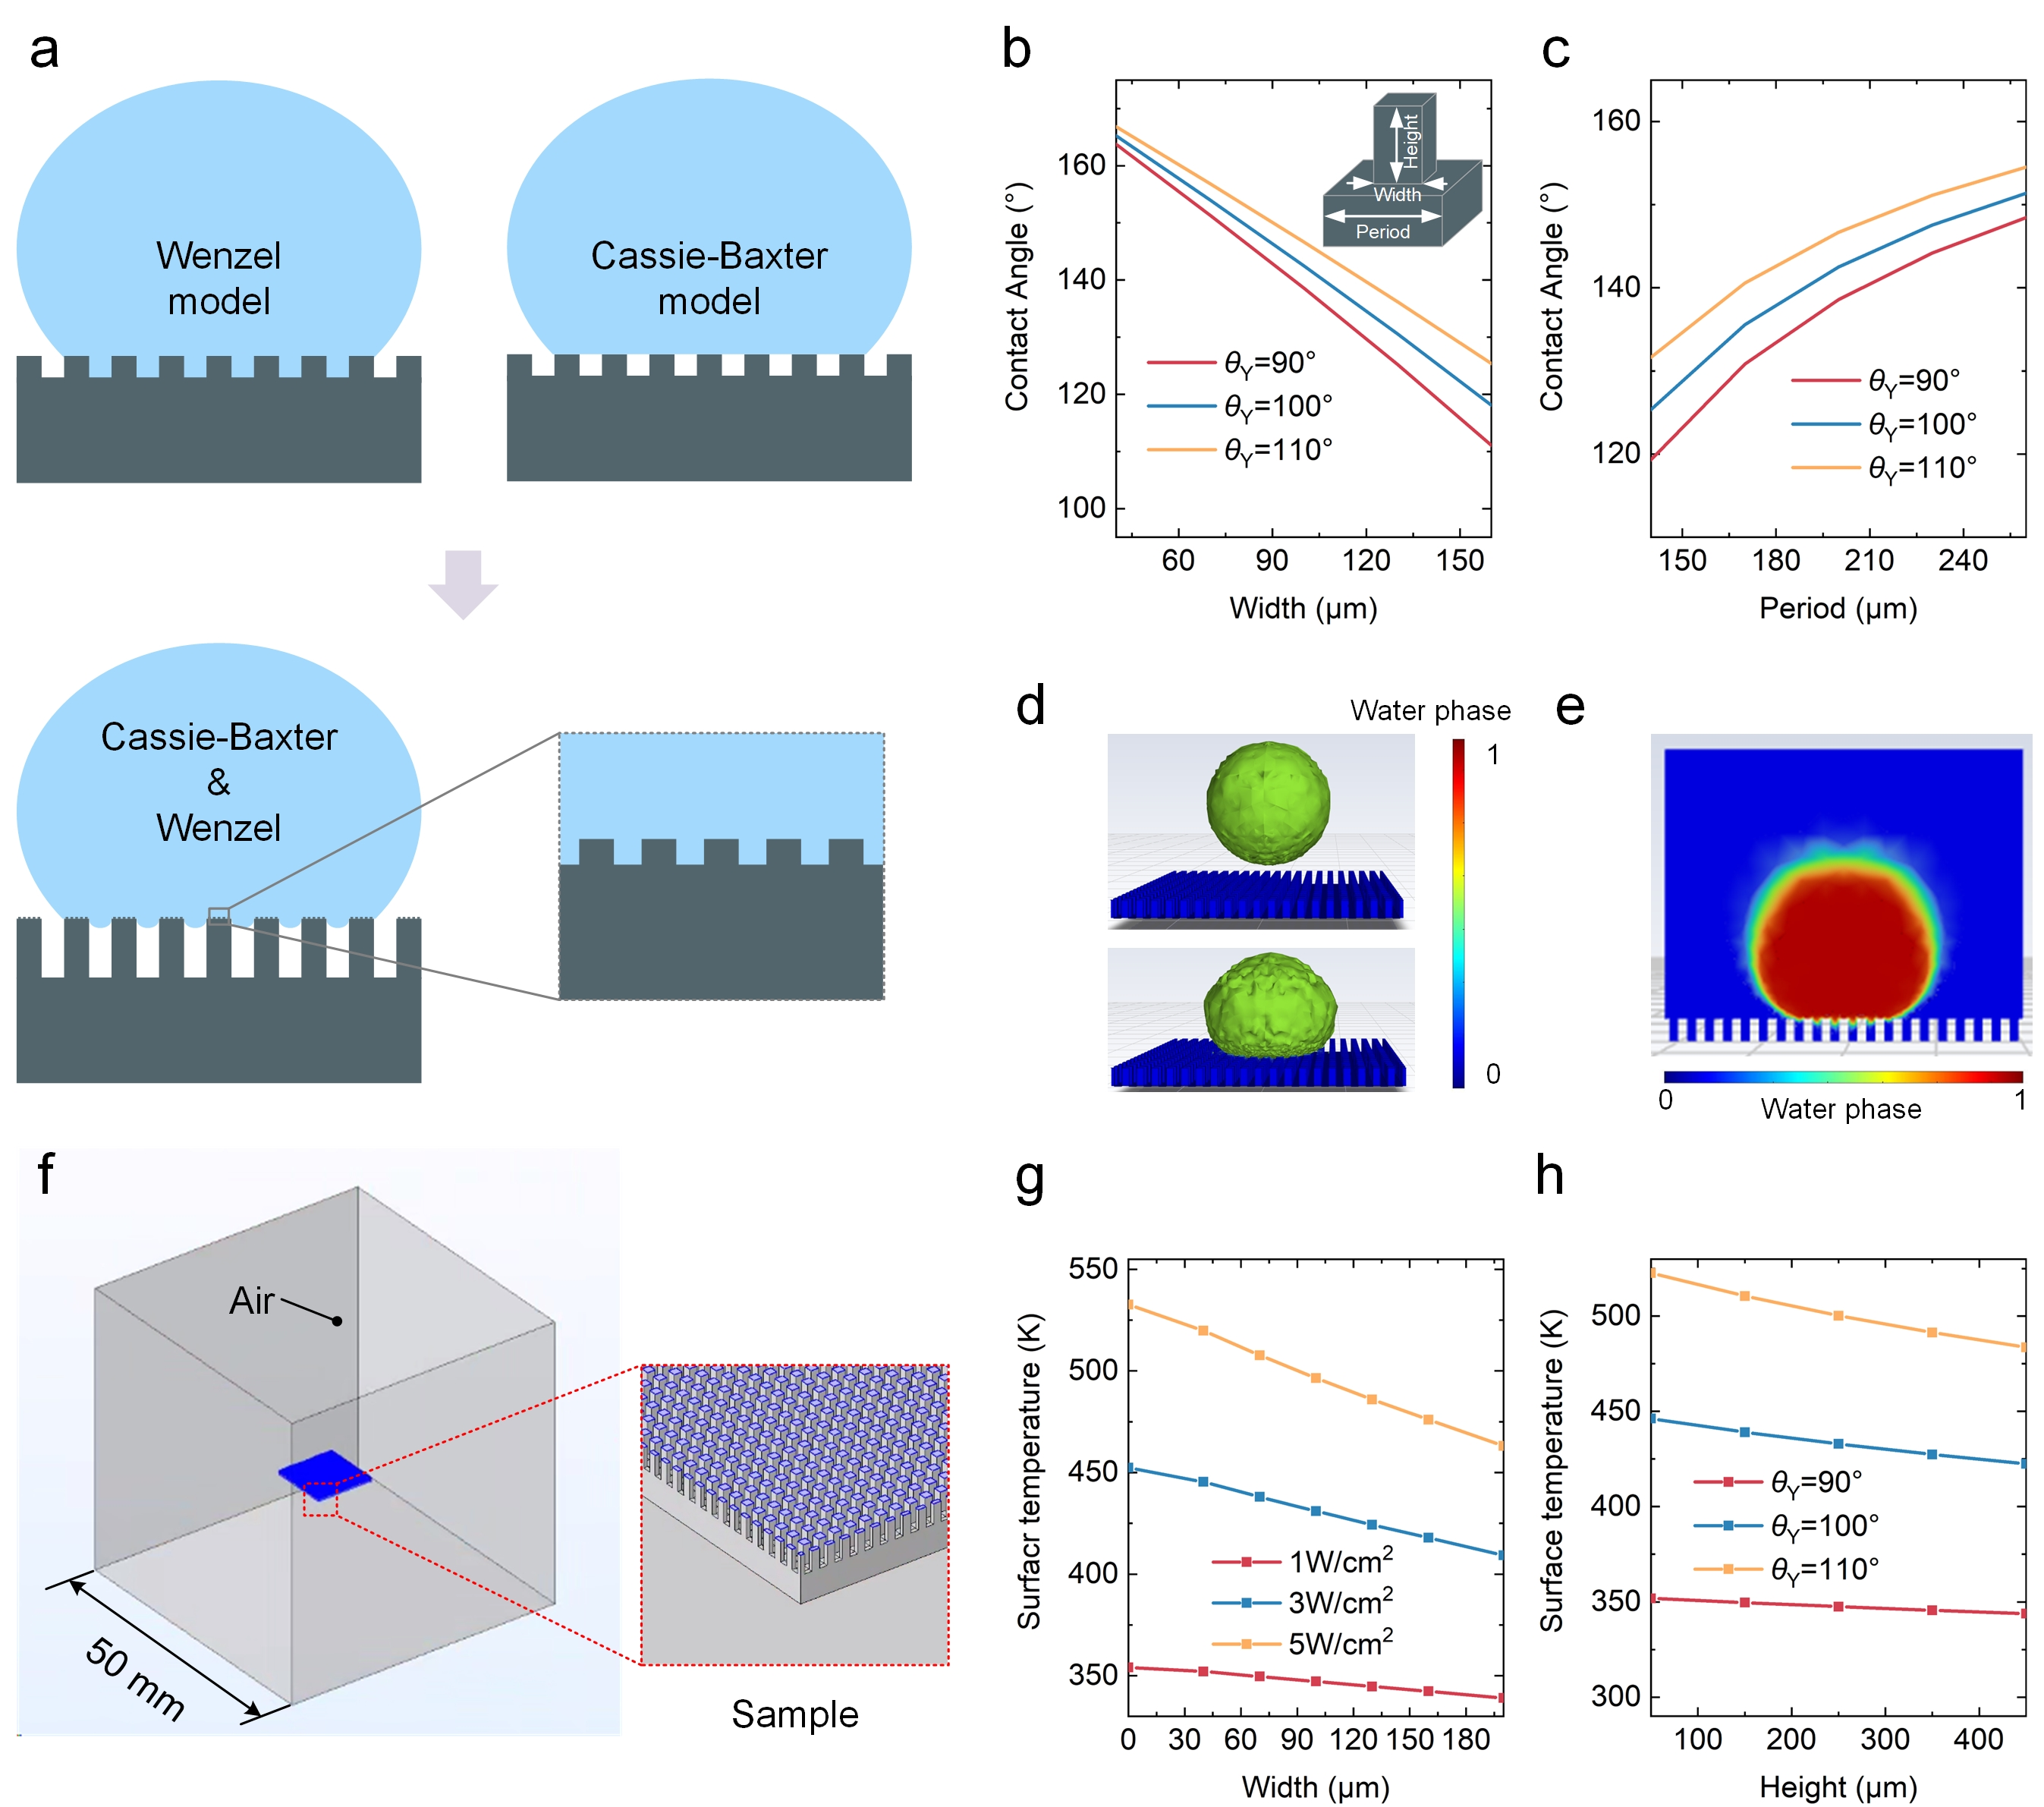 a
Wenzel
model
Cassie-Baxter
model
Cassie-Baxter
&
Wenzel
b
Contact Angle (°)
160
140
120
100
Height
Width
Period
θY=90°
θY=100°
θY=110°
60 90 120 150
Width (μm)
c
Contact Angle (°)
160
140
120
θY=90°
θY=100°
θY=110°
150 180 210 240
Period (μm)
d
Water phase
1
0
e
0 1
Water phase
f
Air
50 mm
Sample
g
Surfacr temperature (K)
550
500
450
400
350
1W/cm²
3W/cm²
5W/cm²
0 30 60 90 120 150 180
Width (μm)
h
Surface temperature (K)
500
450
400
350
300
θY=90°
θY=100°
θY=110°
100 200 300 400
Height (μm)